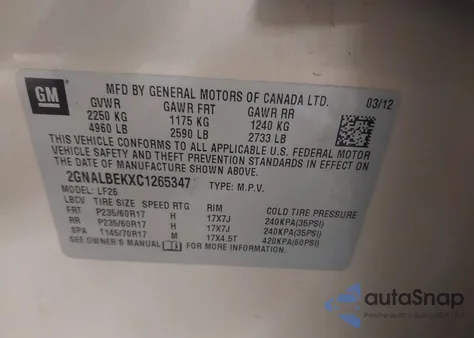 GM
MFD BY GENERAL MOTORS OF CANADA LTD. 03/12
GVWR GAWR FRT GAWR RR
2250 KG 1175 KG 1240 KG
4960 LB 2590 LB 2733 LB
THIS VEHICLE CONFORMS TO ALL APPLICABLE U.S. FEDERAL MOTOR
VEHICLE SAFETY AND THEFT PREVENTION STANDARDS IN EFFECT ON
THE DATE OF MANUFACTURE SHOWN ABOVE.
2GNALBEKXC1265347 TYPE: M.P.V.
MODEL: LF26
LBCV TIRE SIZE SPEED RTG RIM COLD TIRE PRESSURE
FRT P235/60R17 H 17X7J 240KPA(35PSI)
RR P235/60R17 H 17X7J 240KPA(35PSI)
SPA T145/70R17 M 17X4.5T 420KPA(60PSI)
SEE OWNER'S MANUAL FOR MORE INFORMATION.
autoSnap